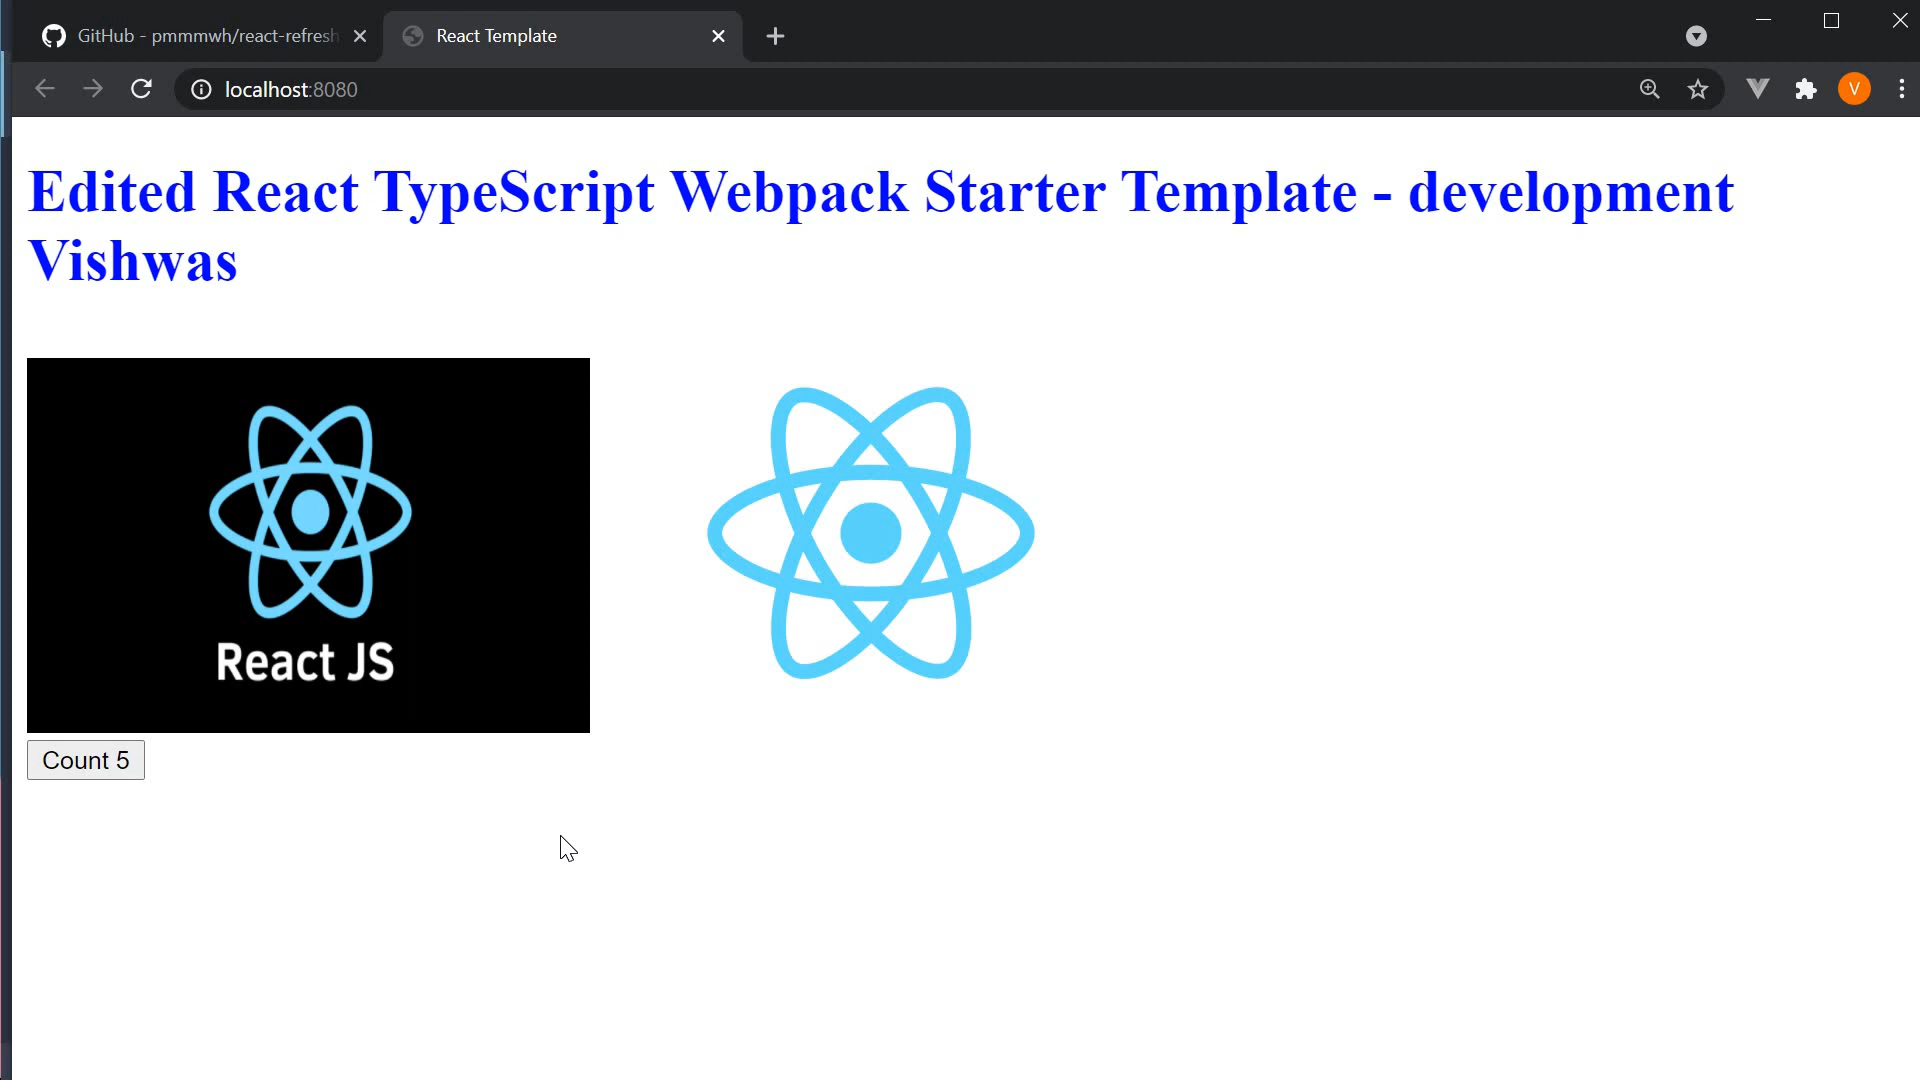 GitHub - pmmmwh/react-refresh
React Template
localhost:8080
V
Edited React TypeScript Webpack Starter Template - development
Vishwas
React JS
Count 5